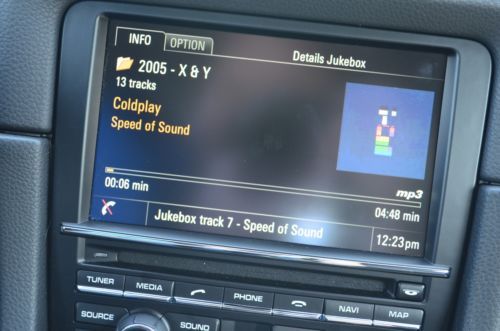 INFO OPTION Details Jukebox
2005 - X & Y
13 tracks
Coldplay
Speed of Sound
mp3
00:06 min 04:48 min
Jukebox track 7 - Speed of Sound 12:23pm
TUNER MEDIA PHONE NAVI MAP
SOURCE SOUND